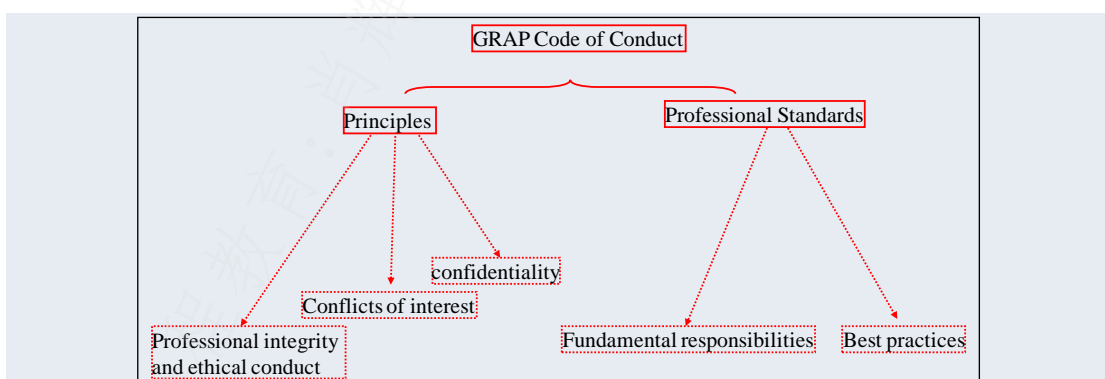 GRAP Code of Conduct
Principles
Professional Standards
confidentiality
Conflicts of interest
Professional integrity
and ethical conduct
Fundamental responsibilities
Best practices